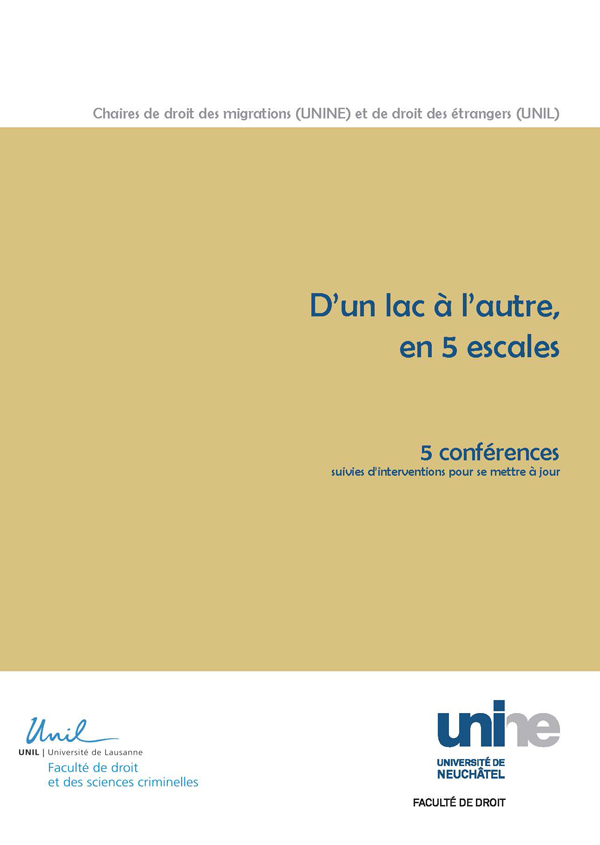 Chaires de droit des migrations (UNINE) et de droit des étrangers (UNIL)
D'un lac à l'autre,
en 5 escales
5 conférences
suivies d'interventions pour se mettre à jour
Unil
UNIL | Université de Lausanne
Faculté de droit
et des sciences criminelles
unine
UNIVERSITÉ DE
NEUCHÂTEL
FACULTÉ DE DROIT